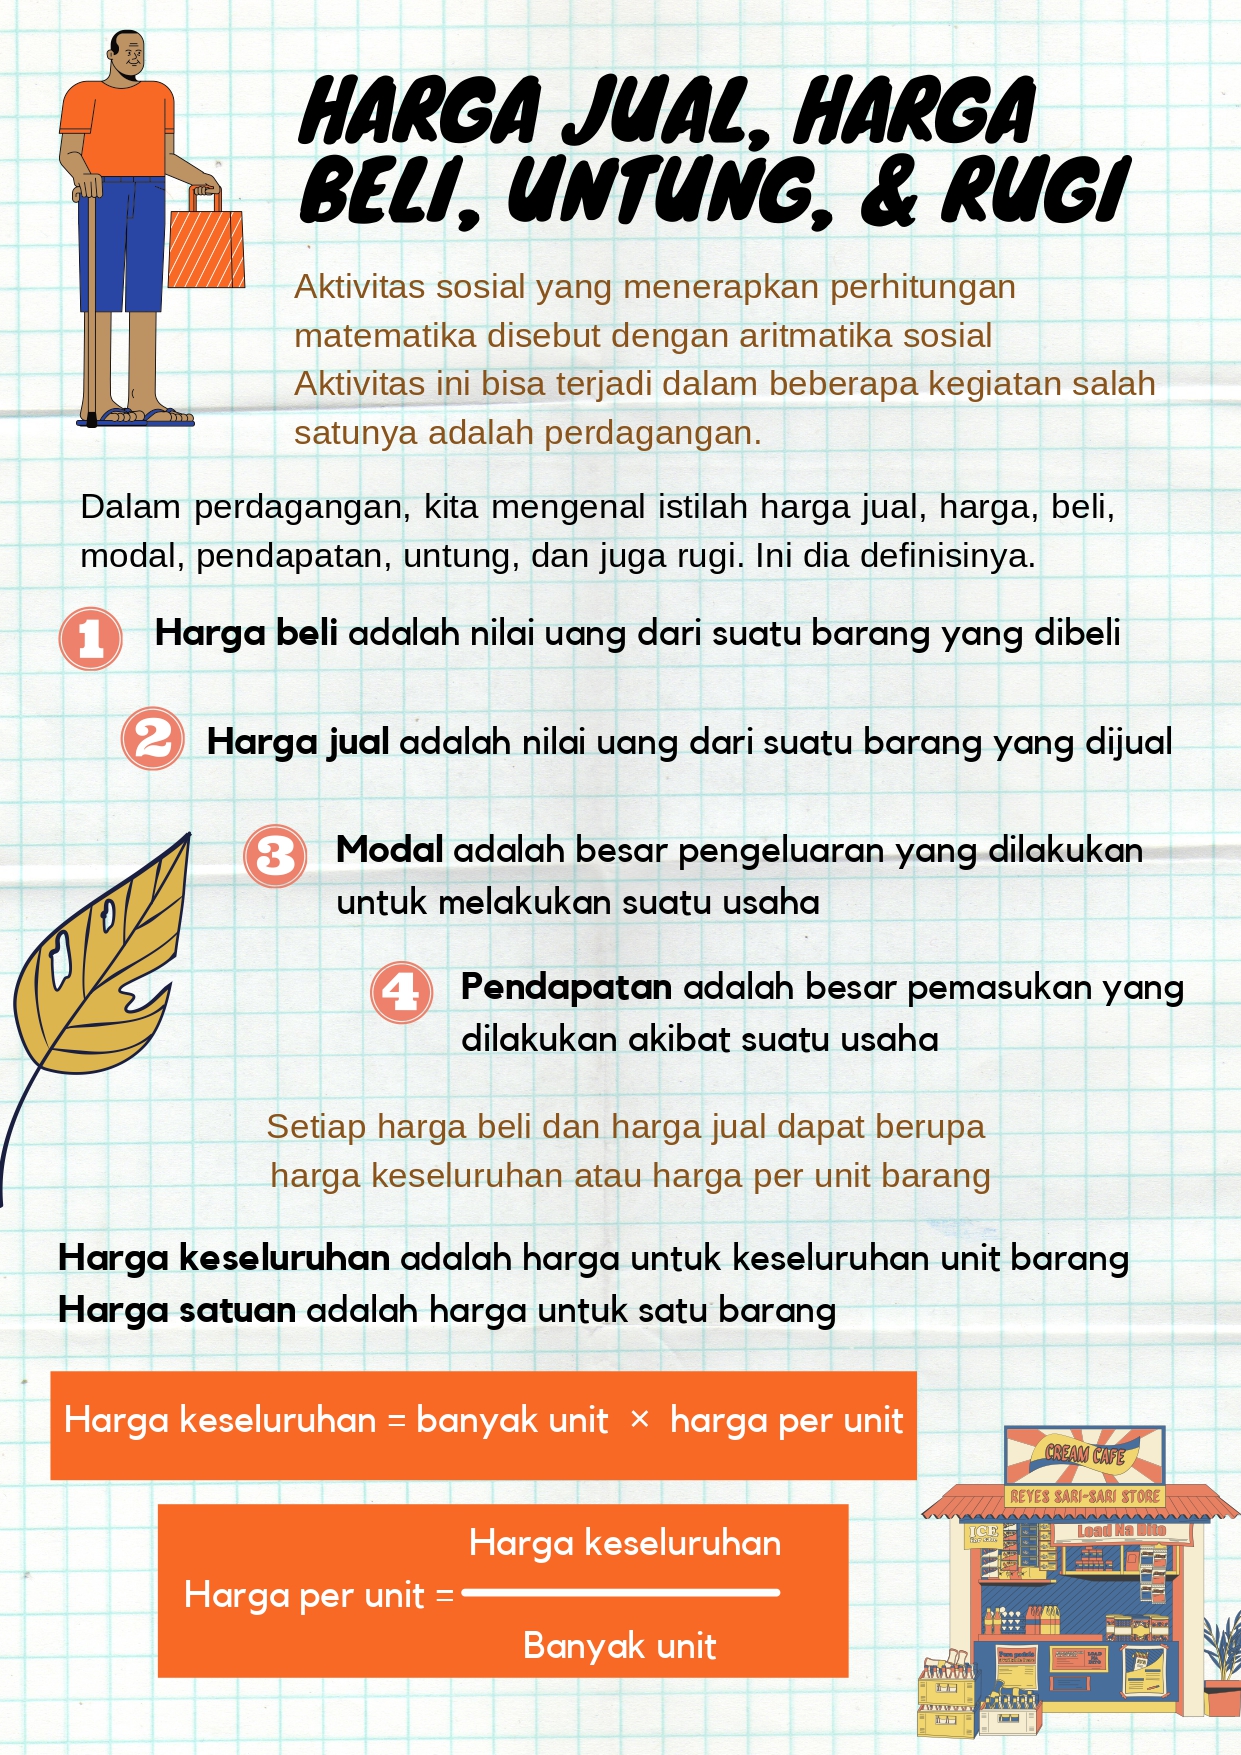 HARGA JUAL, HARGA
BELI, UNTUNG, & RUGI
Aktivitas sosial yang menerapkan perhitungan
matematika disebut dengan aritmatika sosial
Aktivitas ini bisa terjadi dalam beberapa kegiatan salah
satunya adalah perdagangan.
Dalam perdagangan, kita mengenal istilah harga jual, harga, beli,
modal, pendapatan, untung, dan juga rugi. Ini dia definisinya.
1 Harga beli adalah nilai uang dari suatu barang yang dibeli
2 Harga jual adalah nilai uang dari suatu barang yang dijual
3 Modal adalah besar pengeluaran yang dilakukan
untuk melakukan suatu usaha
4 Pendapatan adalah besar pemasukan yang
dilakukan akibat suatu usaha
Setiap harga beli dan harga jual dapat berupa
harga keseluruhan atau harga per unit barang
Harga keseluruhan adalah harga untuk keseluruhan unit barang
Harga satuan adalah harga untuk satu barang
Harga keseluruhan = banyak unit × harga per unit
Harga keseluruhan
Harga per unit =
Banyak unit
CREAM CAFE
REYES SARI-SARI STORE
ICE
Load Na Dito